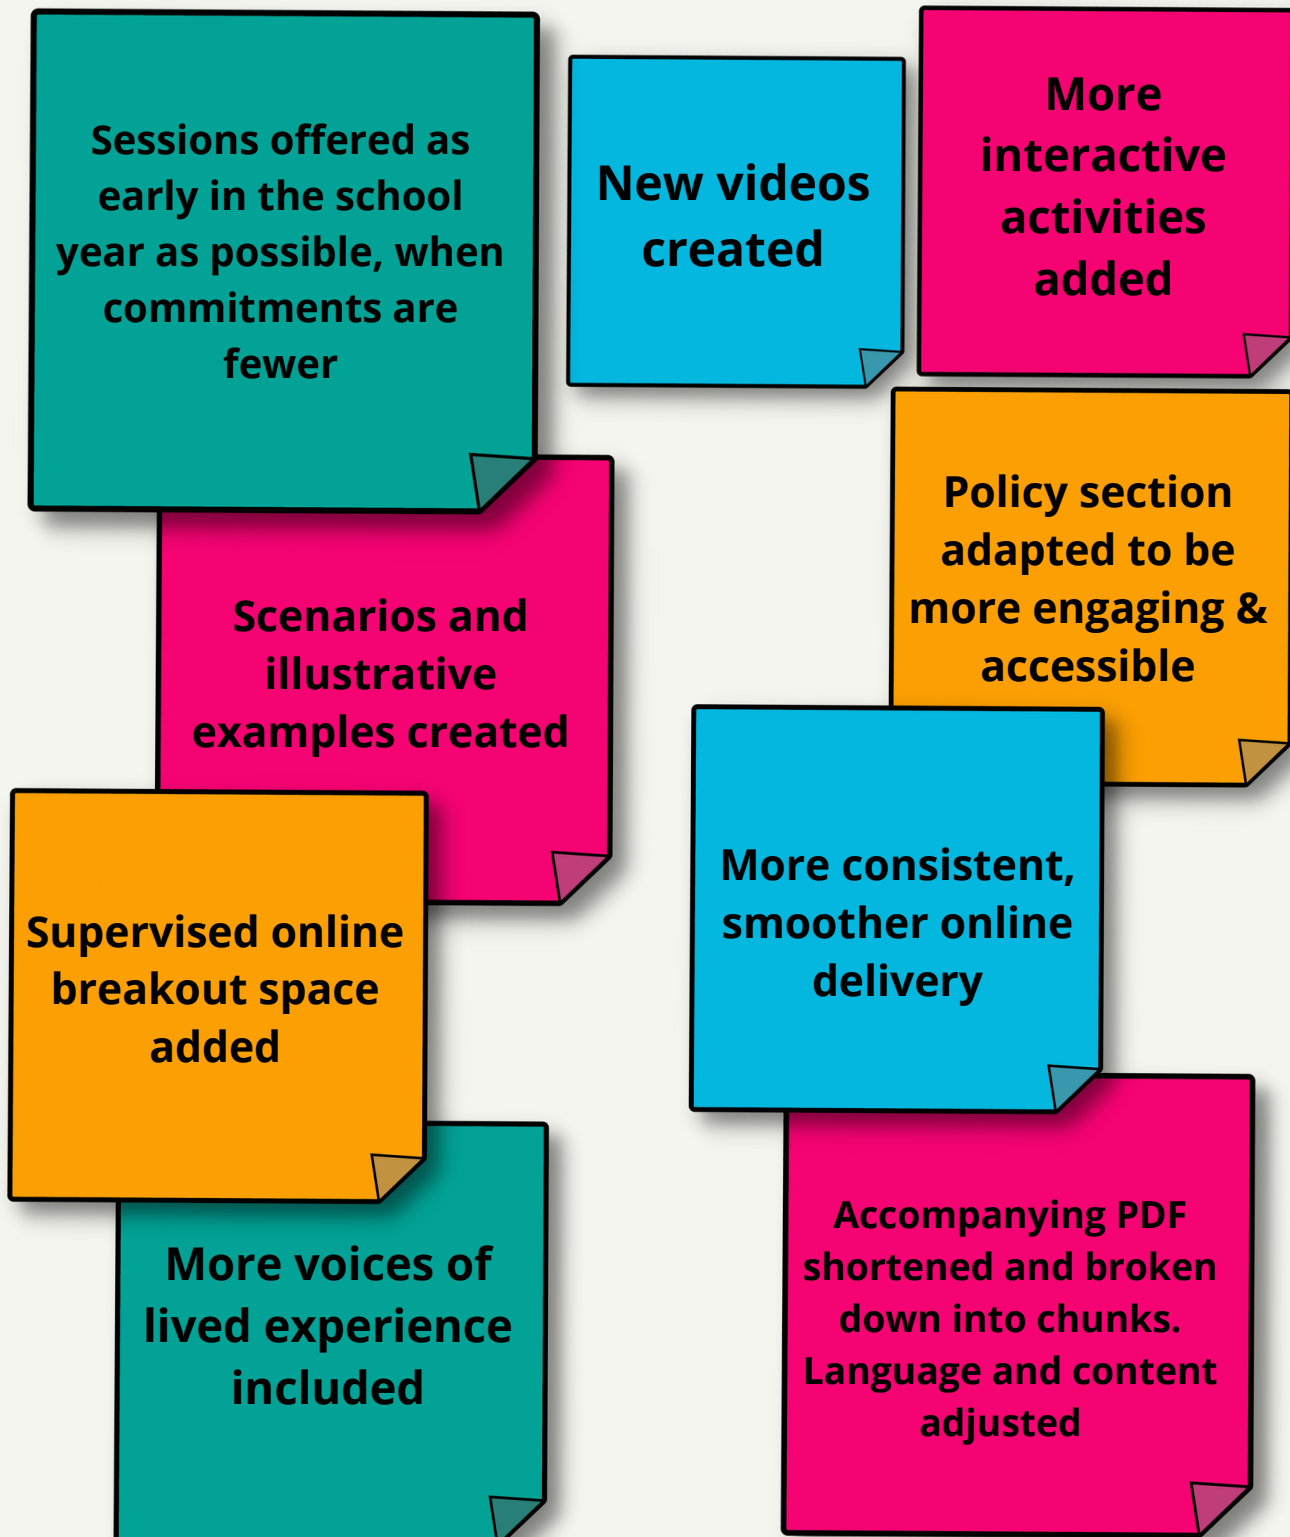 Sessions offered as
early in the school
year as possible, when
commitments are
fewer
New videos
created
More
interactive
activities
added
Policy section
adapted to be
more engaging &
accessible
Scenarios and
illustrative
examples created
More consistent,
smoother online
delivery
Supervised online
breakout space
added
More voices of
lived experience
included
Accompanying PDF
shortened and broken
down into chunks.
Language and content
adjusted